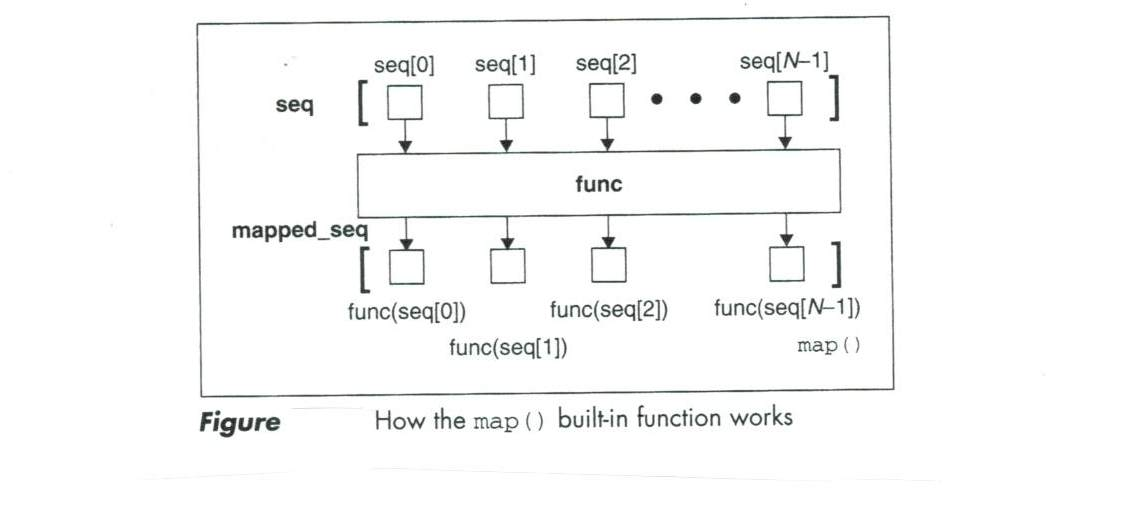 seq[0] seq[1] seq[2] seq[N–1]
seq [ ]
func
mapped_seq
[ ]
func(seq[0]) func(seq[2]) func(seq[N–1])
func(seq[1]) map()
Figure How the map() built-in function works